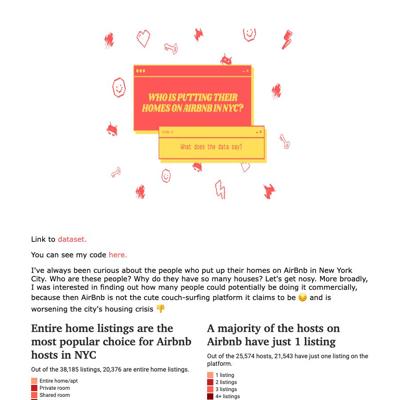 WHO IS PUTTING THEIR
HOMES ON AIRBNB IN NYC?
What does the data say?
Link to dataset.
You can see my code here.
I've always been curious about the people who put up their homes on AirBnb in New York
City. Who are these people? Why do they have so many houses? Let's get nosy. More broadly,
I was interested in finding out how many people could potentially be doing it commercially,
because then AirBnb is not the cute couch-surfing platform it claims to be 😔 and is
worsening the city's housing crisis 👎
Entire home listings are the
most popular choice for Airbnb
hosts in NYC
Out of the 38,185 listings, 20,376 are entire home listings.
Entire home/apt
Private room
Shared room
A majority of the hosts on
Airbnb have just 1 listing
Out of the 25,574 hosts, 21,543 have just one listing on the
platform.
1 listing
2 listings
3 listings
4+ listings